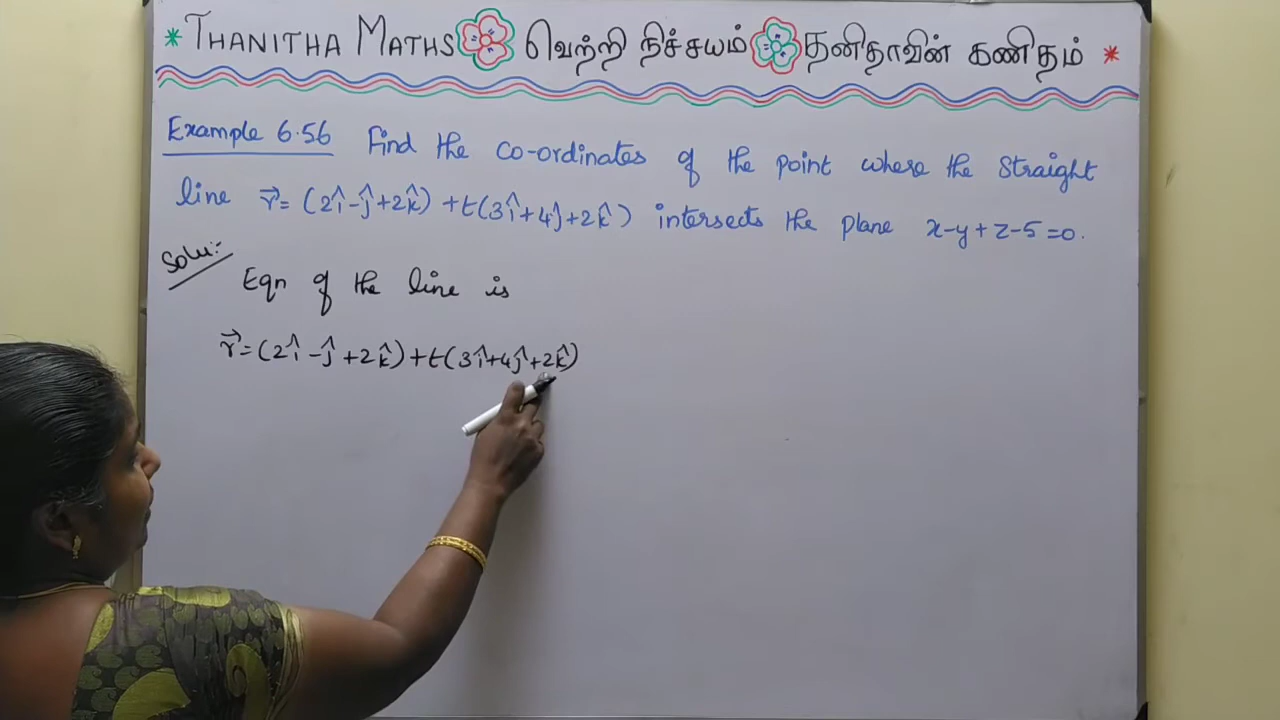 * THANITHA MATHS வெற்றி நிச்சயம் தனிதாவின் கணிதம் *
Example 6.56 Find the co-ordinates of the point where the straight
line r⃗ = (2î-ĵ+2k̂) +t(3î+4ĵ+2k̂) intersects the plane x-y+z-5=0.
Solu:-
Eqn of the line is
r⃗ = (2î -ĵ +2k̂)+t(3î+4ĵ+2k̂)